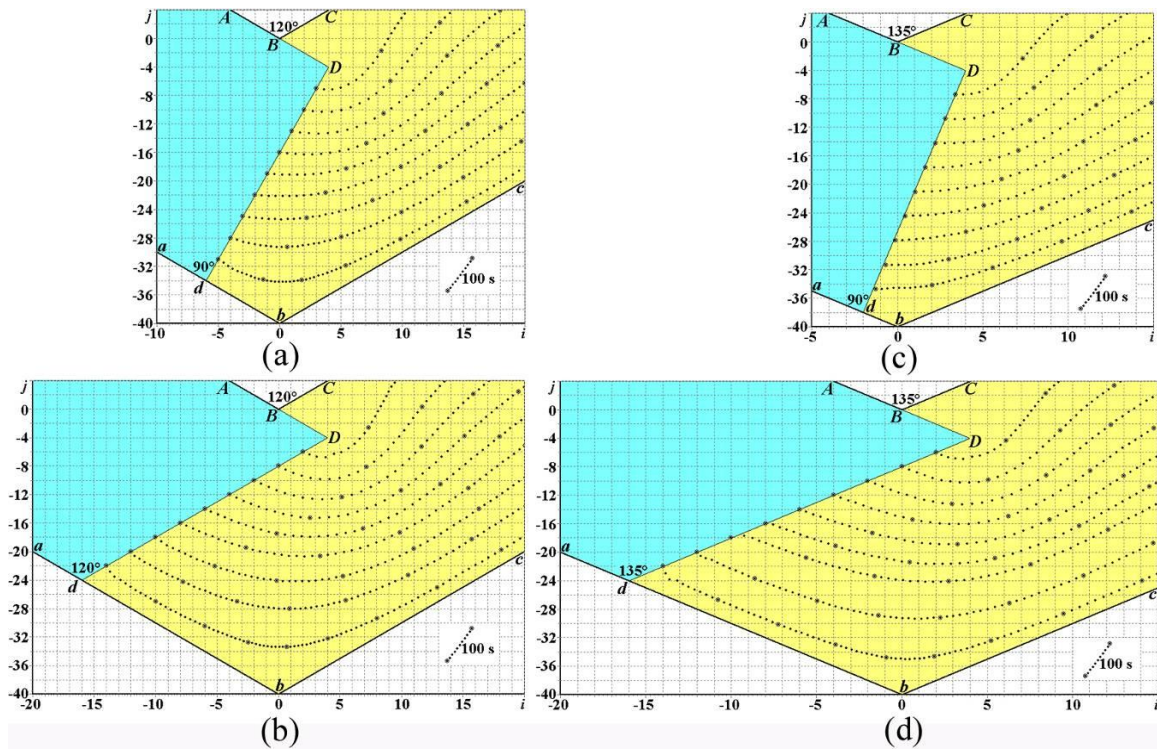 j
A
120°
C
0
B
D
-4
-8
-12
-16
-20
-24
-28
a
90°
-32
d
-36
b
c
100 s
-40
-10 -5 0 5 10 15 i
(a)
j
A
135°
C
0
B
D
-4
-8
-12
-16
-20
-24
-28
-32
a
90°
d
-36
b
c
100 s
-40
-5 0 5 10 i
(c)
j
A
120°
C
0
B
D
-4
-8
-12
-16
-20
a
120°
d
-24
-28
-32
-36
b
c
100 s
-40
-20 -15 -10 -5 0 5 10 15 i
(b)
j
A
135°
C
0
B
D
-4
-8
-12
-16
-20
a
135°
d
-24
-28
-32
-36
b
c
100 s
-40
-20 -15 -10 -5 0 5 10 i
(d)